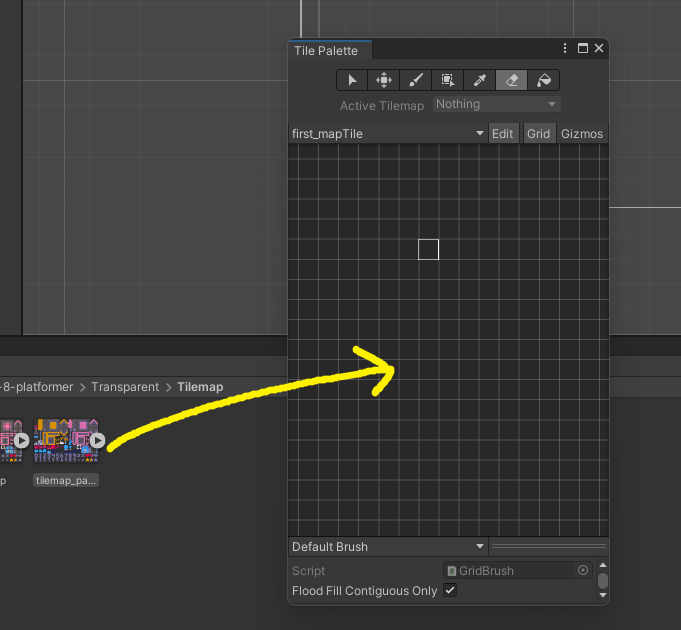 Tile Palette
Active Tilemap Nothing
first_mapTile Edit Grid Gizmos
-8-platformer > Transparent > Tilemap
p tilemap_pa...
Default Brush
Script GridBrush
Flood Fill Contiguous Only